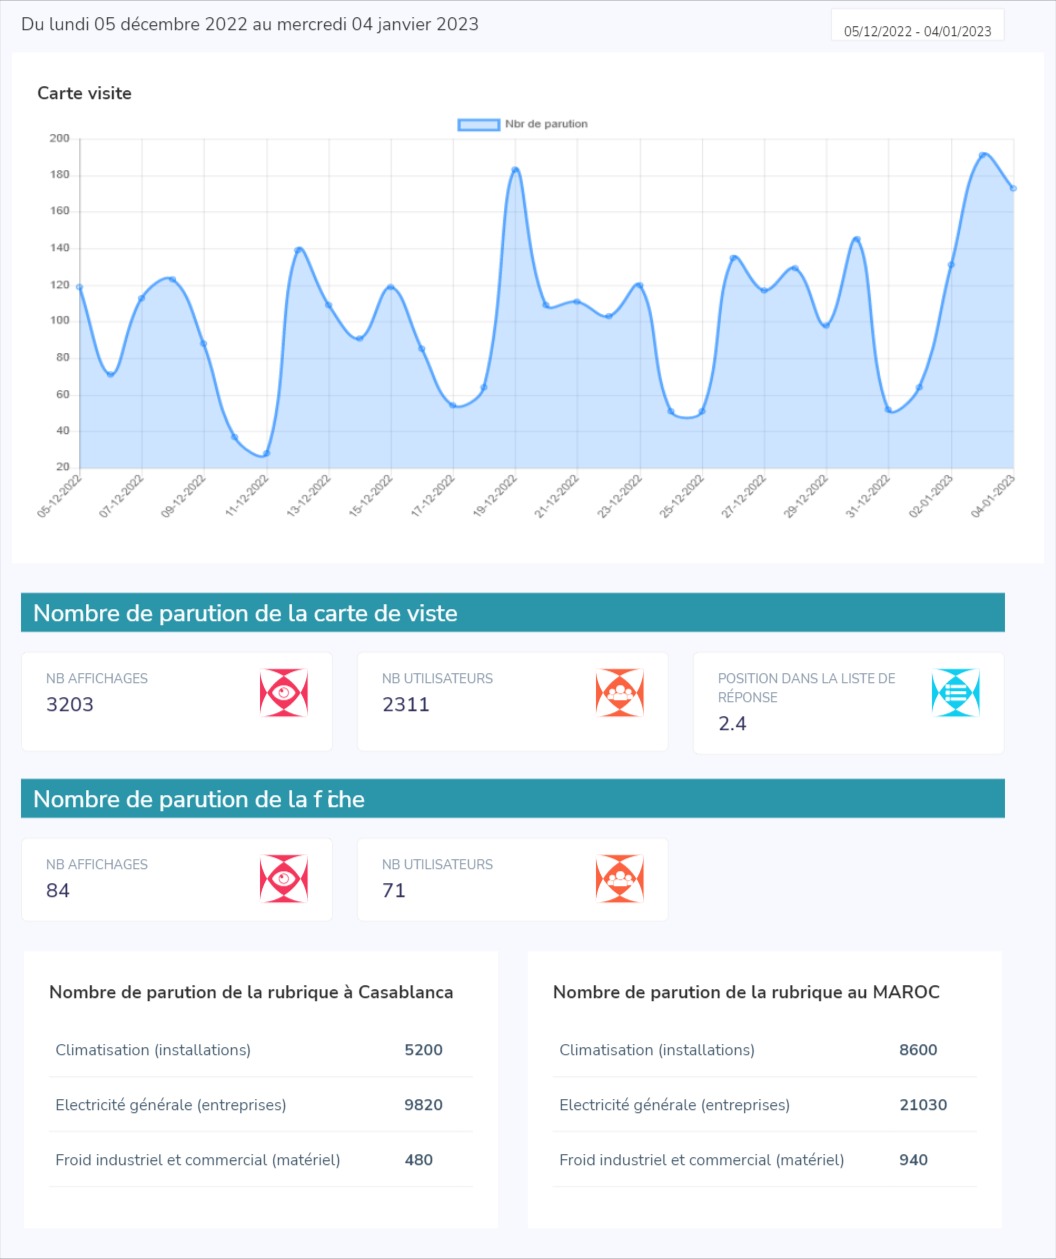 Du lundi 05 décembre 2022 au mercredi 04 janvier 2023
05/12/2022 - 04/01/2023
Carte visite
Nbr de parution
200
180
160
140
120
100
80
60
40
20
05-12-2022
07-12-2022
09-12-2022
11-12-2022
13-12-2022
15-12-2022
17-12-2022
19-12-2022
21-12-2022
23-12-2022
25-12-2022
27-12-2022
29-12-2022
31-12-2022
02-01-2023
04-01-2023
Nombre de parution de la carte de viste
NB AFFICHAGES
3203
NB UTILISATEURS
2311
POSITION DANS LA LISTE DE
RÉPONSE
2.4
Nombre de parution de la fiche
NB AFFICHAGES
84
NB UTILISATEURS
71
Nombre de parution de la rubrique à Casablanca
Climatisation (installations) 5200
Electricité générale (entreprises) 9820
Froid industriel et commercial (matériel) 480
Nombre de parution de la rubrique au MAROC
Climatisation (installations) 8600
Electricité générale (entreprises) 21030
Froid industriel et commercial (matériel) 940